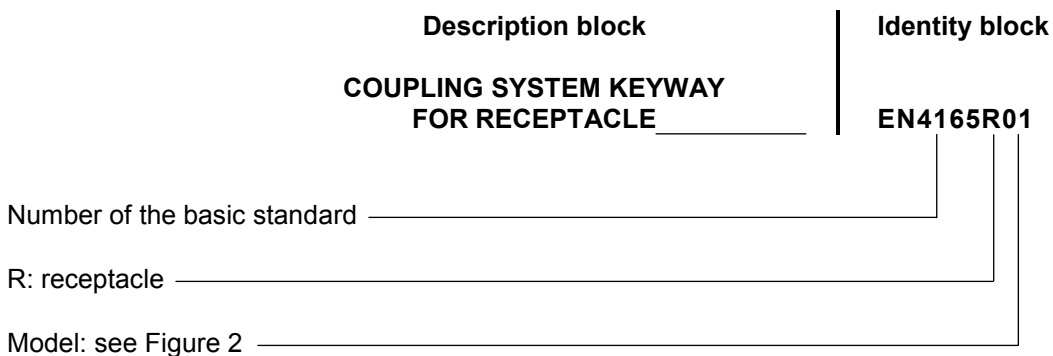 Description block
Identity block
COUPLING SYSTEM KEYWAY
FOR RECEPTACLE
EN4165R01
Number of the basic standard
R: receptacle
Model: see Figure 2